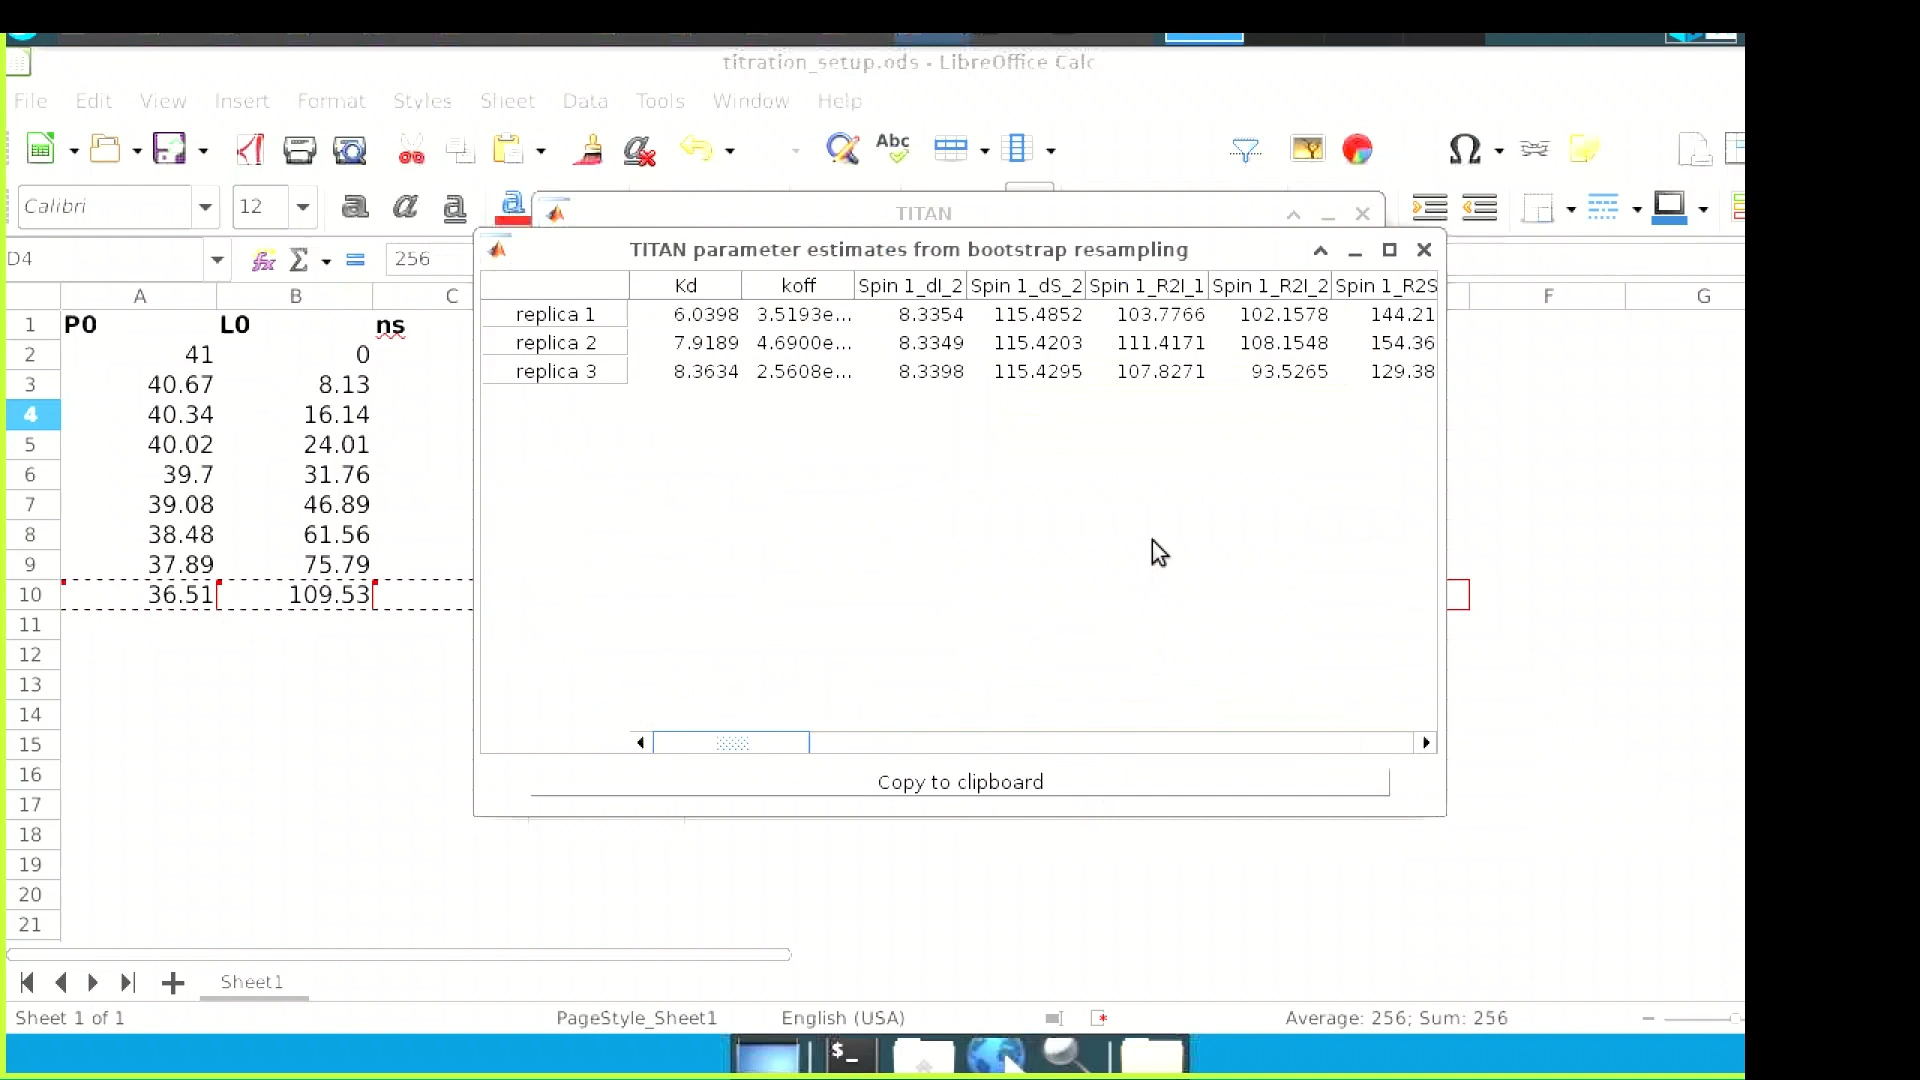 titration_setup.ods - LibreOffice Calc
File Edit View Insert Format Styles Sheet Data Tools Window Help
Abc
Calibri 12
TITAN
D4 256
TITAN parameter estimates from bootstrap resampling
A B C F G
Kd koff Spin 1_dI_2 Spin 1_dS_2 Spin 1_R2I_1 Spin 1_R2I_2 Spin 1_R2S
replica 1 6.0398 3.5193e... 8.3354 115.4852 103.7766 102.1578 144.21
replica 2 7.9189 4.6900e... 8.3349 115.4203 111.4171 108.1548 154.36
replica 3 8.3634 2.5608e... 8.3398 115.4295 107.8271 93.5265 129.38
1 P0 L0 ns
2 41 0
3 40.67 8.13
4 40.34 16.14
5 40.02 24.01
6 39.7 31.76
7 39.08 46.89
8 38.48 61.56
9 37.89 75.79
10 36.51 109.53
11
12
13
14
15
16
17
18
19
20
21
Copy to clipboard
Sheet1
Sheet 1 of 1 PageStyle_Sheet1 English (USA) Average: 256; Sum: 256
$_